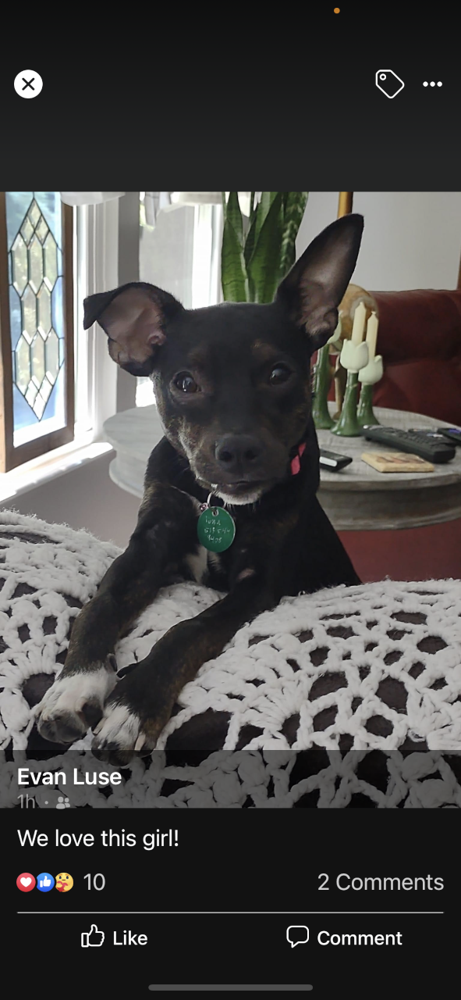 Evan Luse
1h ·
We love this girl!
10
2 Comments
Like
Comment